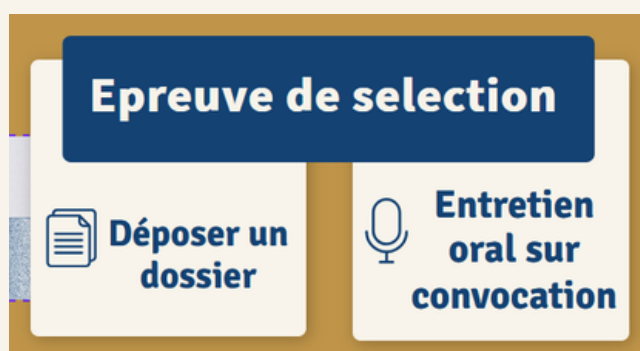 Epreuve de selection
Déposer un
dossier
Entretien
oral sur
convocation